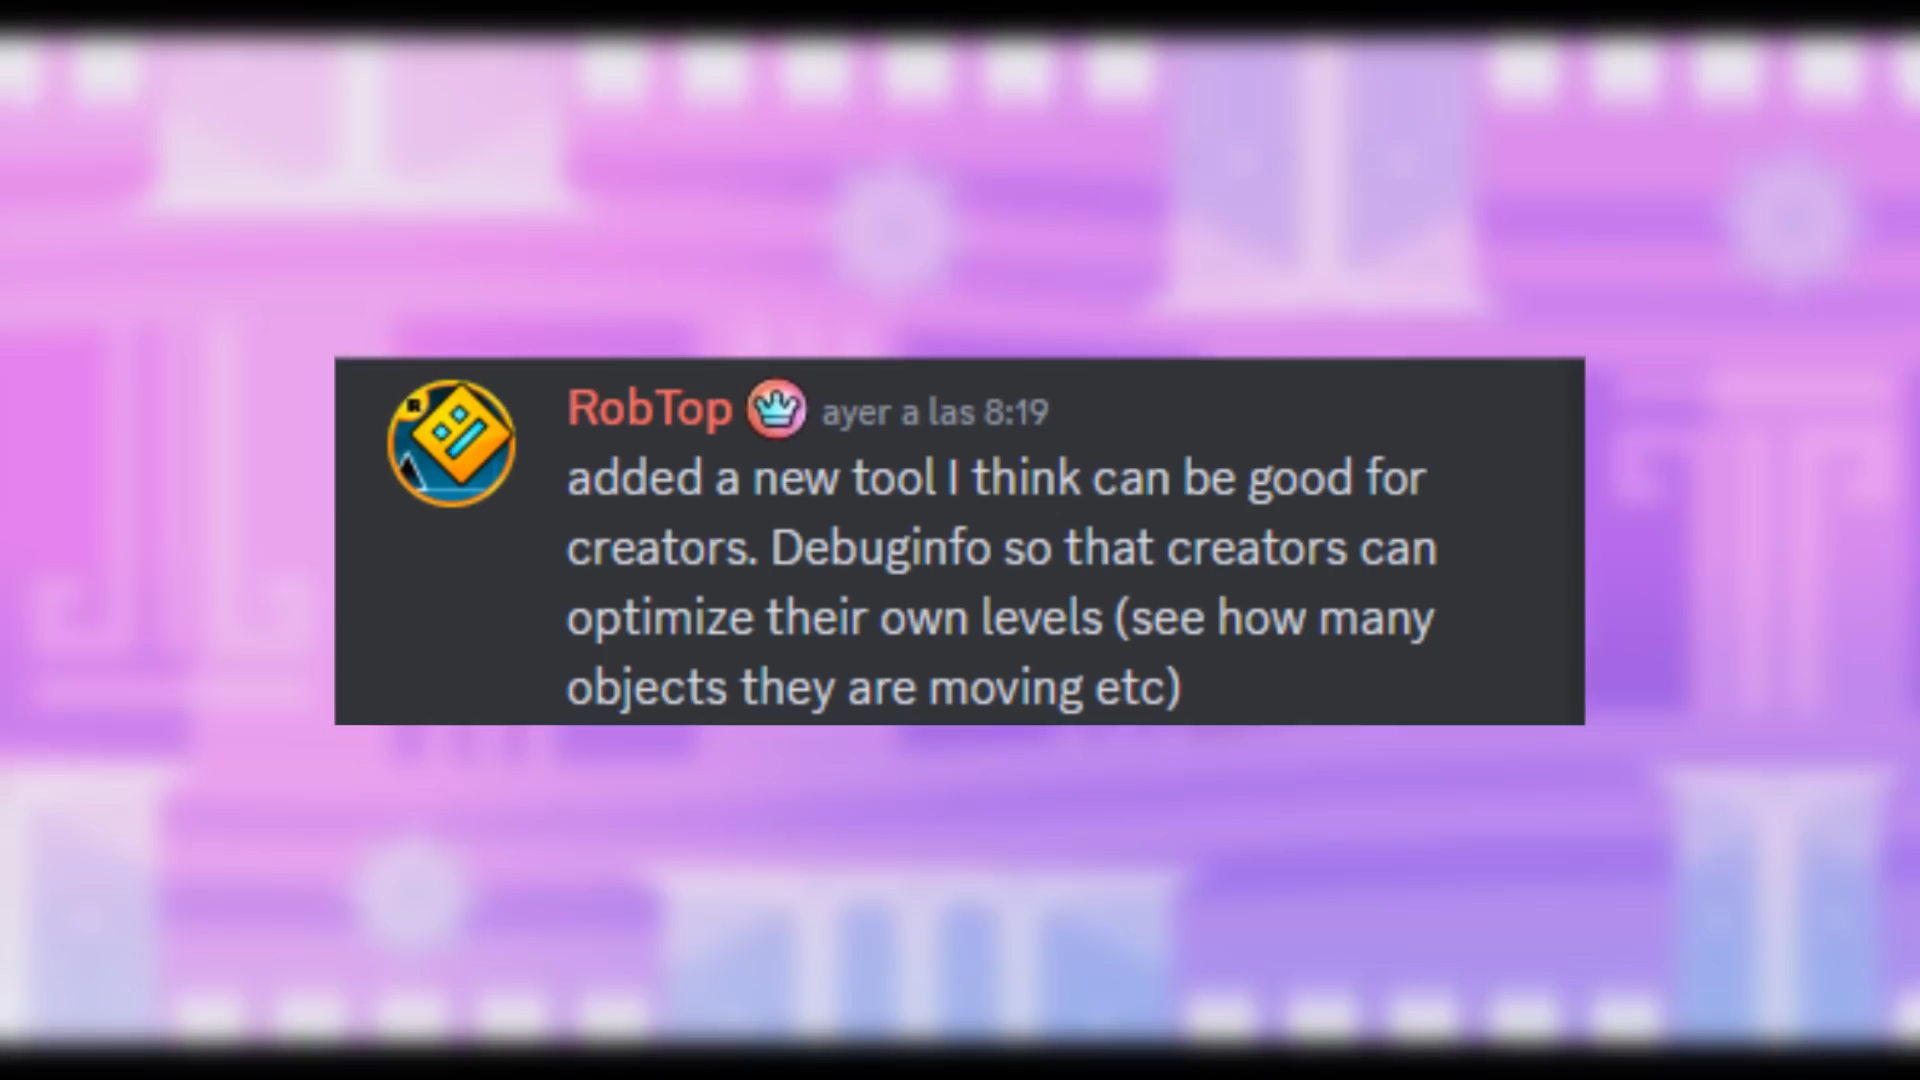 RobTop ayer a las 8:19
added a new tool I think can be good for
creators. Debuginfo so that creators can
optimize their own levels (see how many
objects they are moving etc)